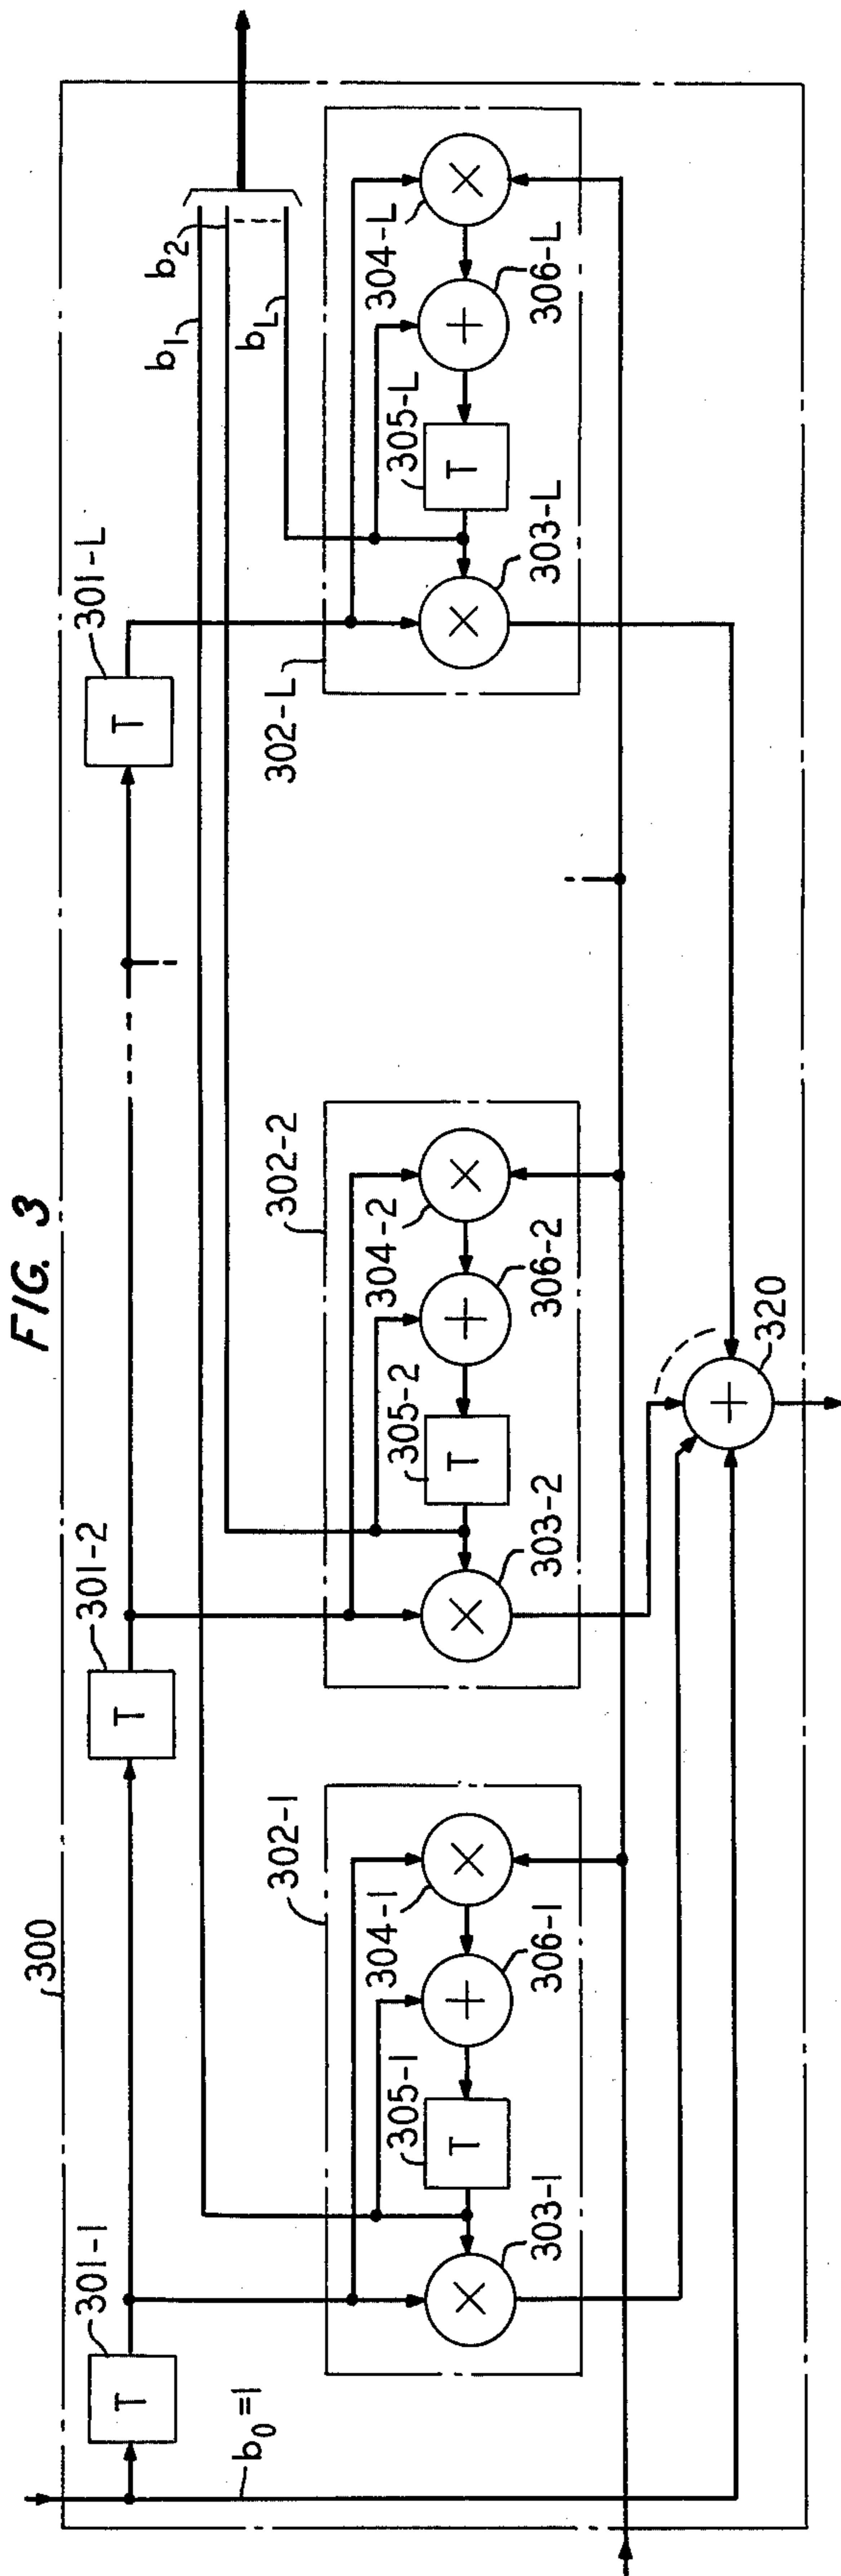 FIG. 3
300
301-1
T
301-2
T
301-L
T
b0=1
b1
b2
bL
302-1
304-1
×
306-1
+
305-1
T
303-1
×
302-2
304-2
×
306-2
+
305-2
T
303-2
×
302-L
304-L
×
306-L
+
305-L
T
303-L
×
+
320